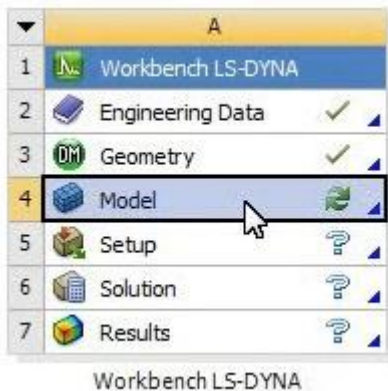 A
1 Workbench LS-DYNA
2 Engineering Data
3 DM Geometry
4 Model
5 Setup ?
6 Solution ?
7 Results ?
Workbench LS-DYNA